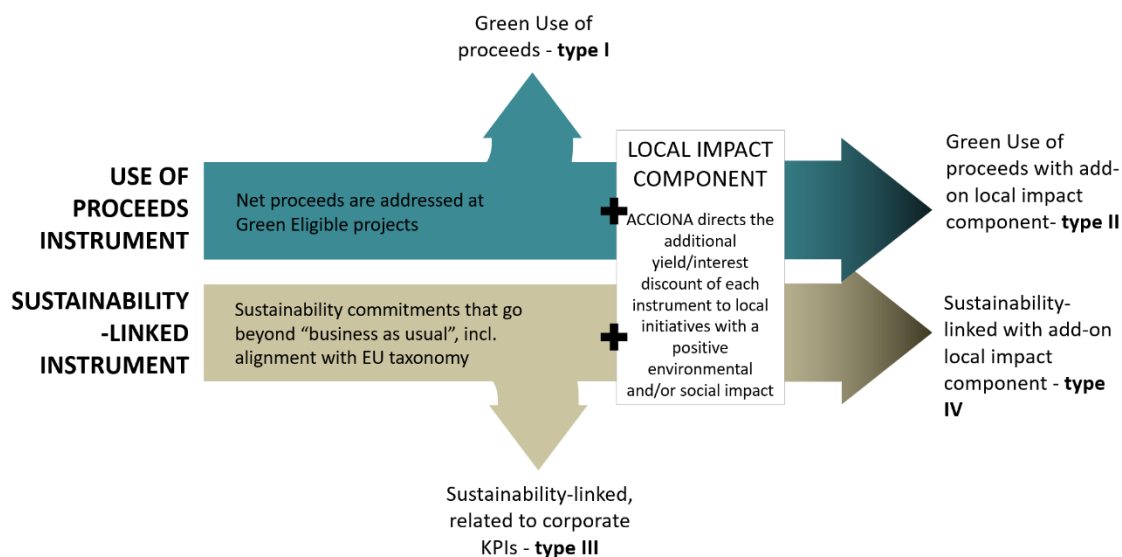 Green Use of
proceeds - type I
USE OF
PROCEEDS
INSTRUMENT
Net proceeds are addressed at
Green Eligible projects
LOCAL IMPACT
COMPONENT
ACCIONA directs the
additional
yield/interest
discount of each
instrument to local
initiatives with a
positive
environmental
and/or social impact
Green Use of
proceeds with add-
on local impact
component- type II
SUSTAINABILITY
-LINKED
INSTRUMENT
Sustainability commitments that go
beyond “business as usual”, incl.
alignment with EU taxonomy
Sustainability-
linked with add-on
local impact
component - type
IV
Sustainability-linked,
related to corporate
KPIs - type III